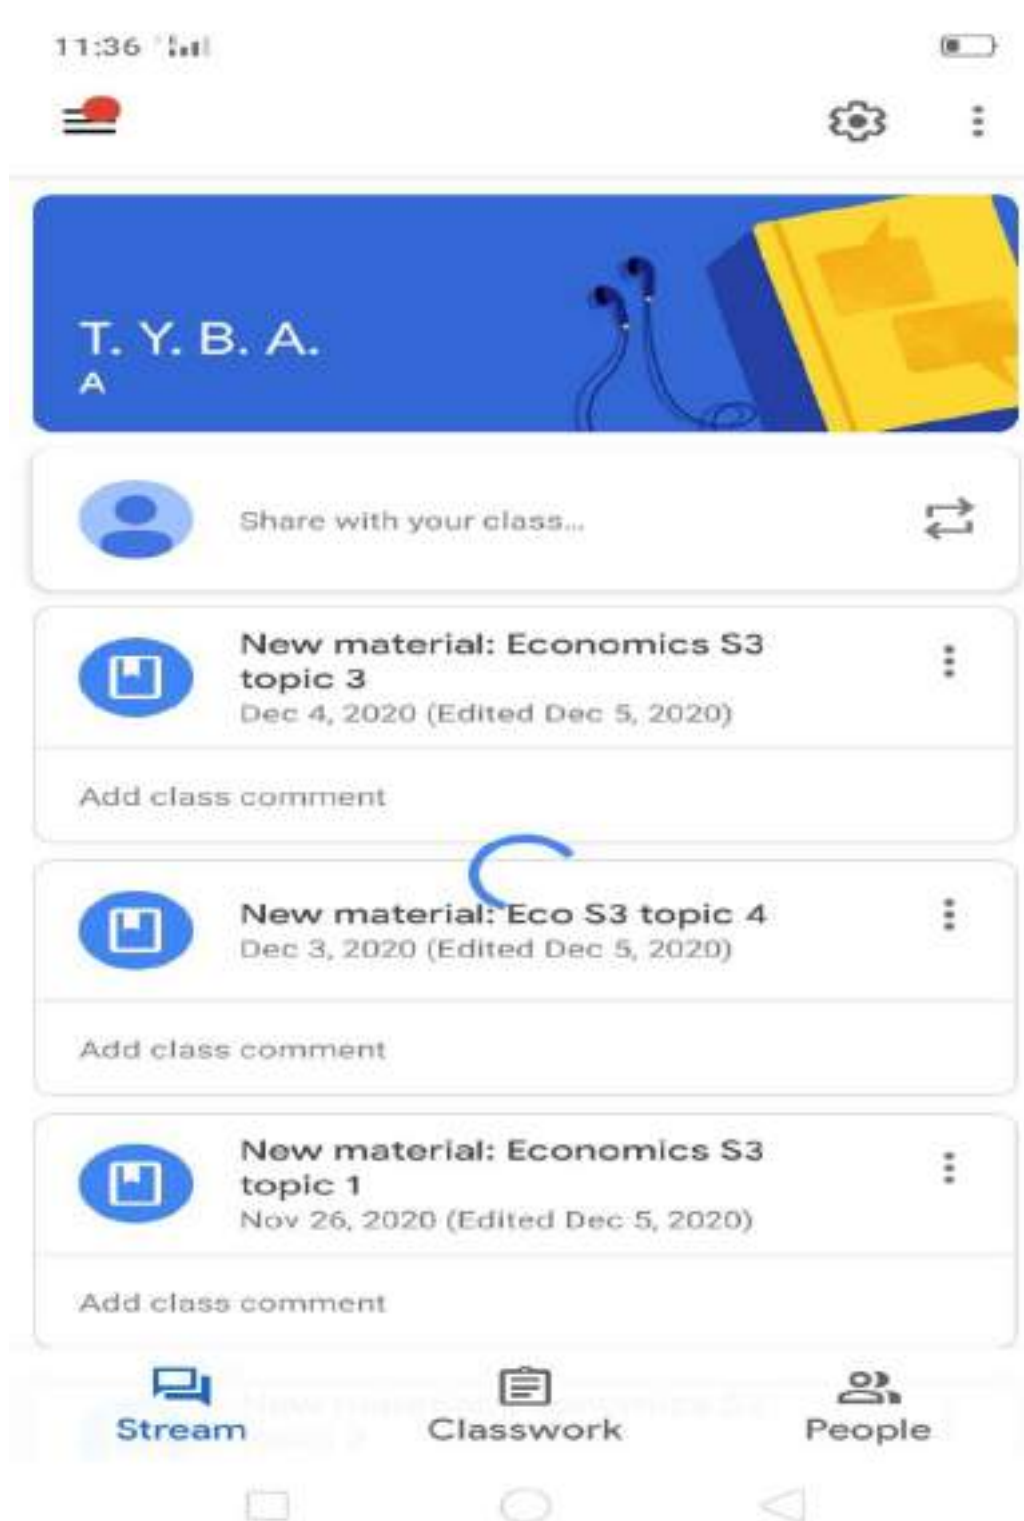 11:36
T. Y. B. A.
A
Share with your class...
New material: Economics S3
topic 3
Dec 4, 2020 (Edited Dec 5, 2020)
Add class comment
New material: Eco S3 topic 4
Dec 3, 2020 (Edited Dec 5, 2020)
Add class comment
New material: Economics S3
topic 1
Nov 26, 2020 (Edited Dec 5, 2020)
Add class comment
Stream
Classwork
People